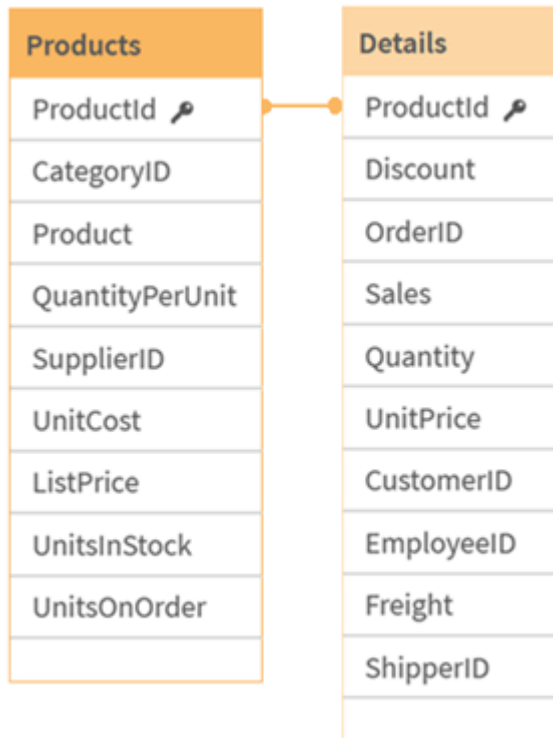 Products
ProductId
CategoryID
Product
QuantityPerUnit
SupplierID
UnitCost
ListPrice
UnitsInStock
UnitsOnOrder
Details
ProductId
Discount
OrderID
Sales
Quantity
UnitPrice
CustomerID
EmployeeID
Freight
ShipperID